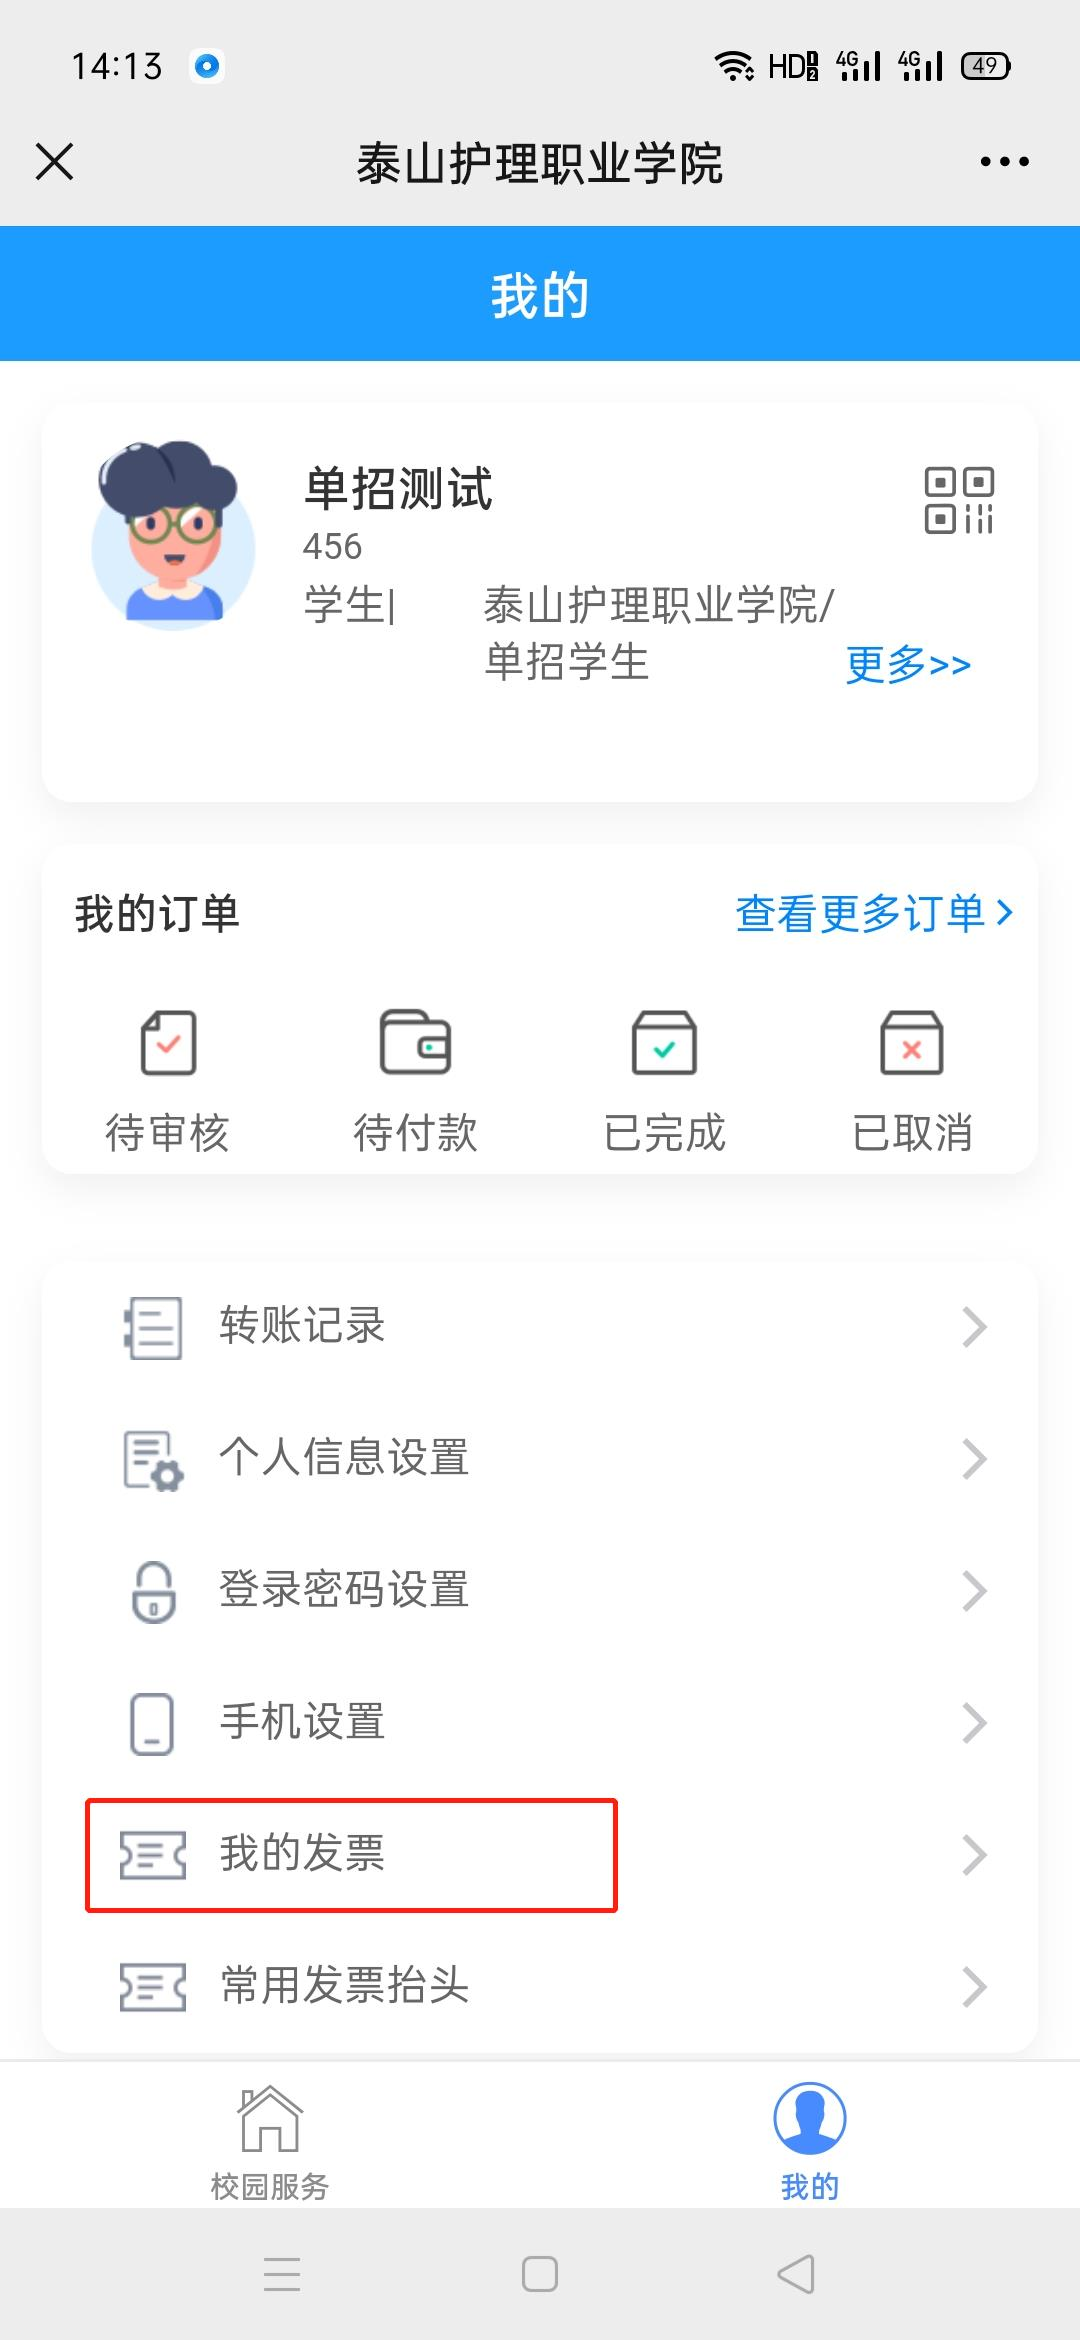 14:13 HD 1 2 4G 4G 49
泰山护理职业学院
我的
单招测试
456
学生| 泰山护理职业学院/
单招学生 更多>>
我的订单 查看更多订单
待审核 待付款 已完成 已取消
转账记录
个人信息设置
登录密码设置
手机设置
我的发票
常用发票抬头
校园服务 我的